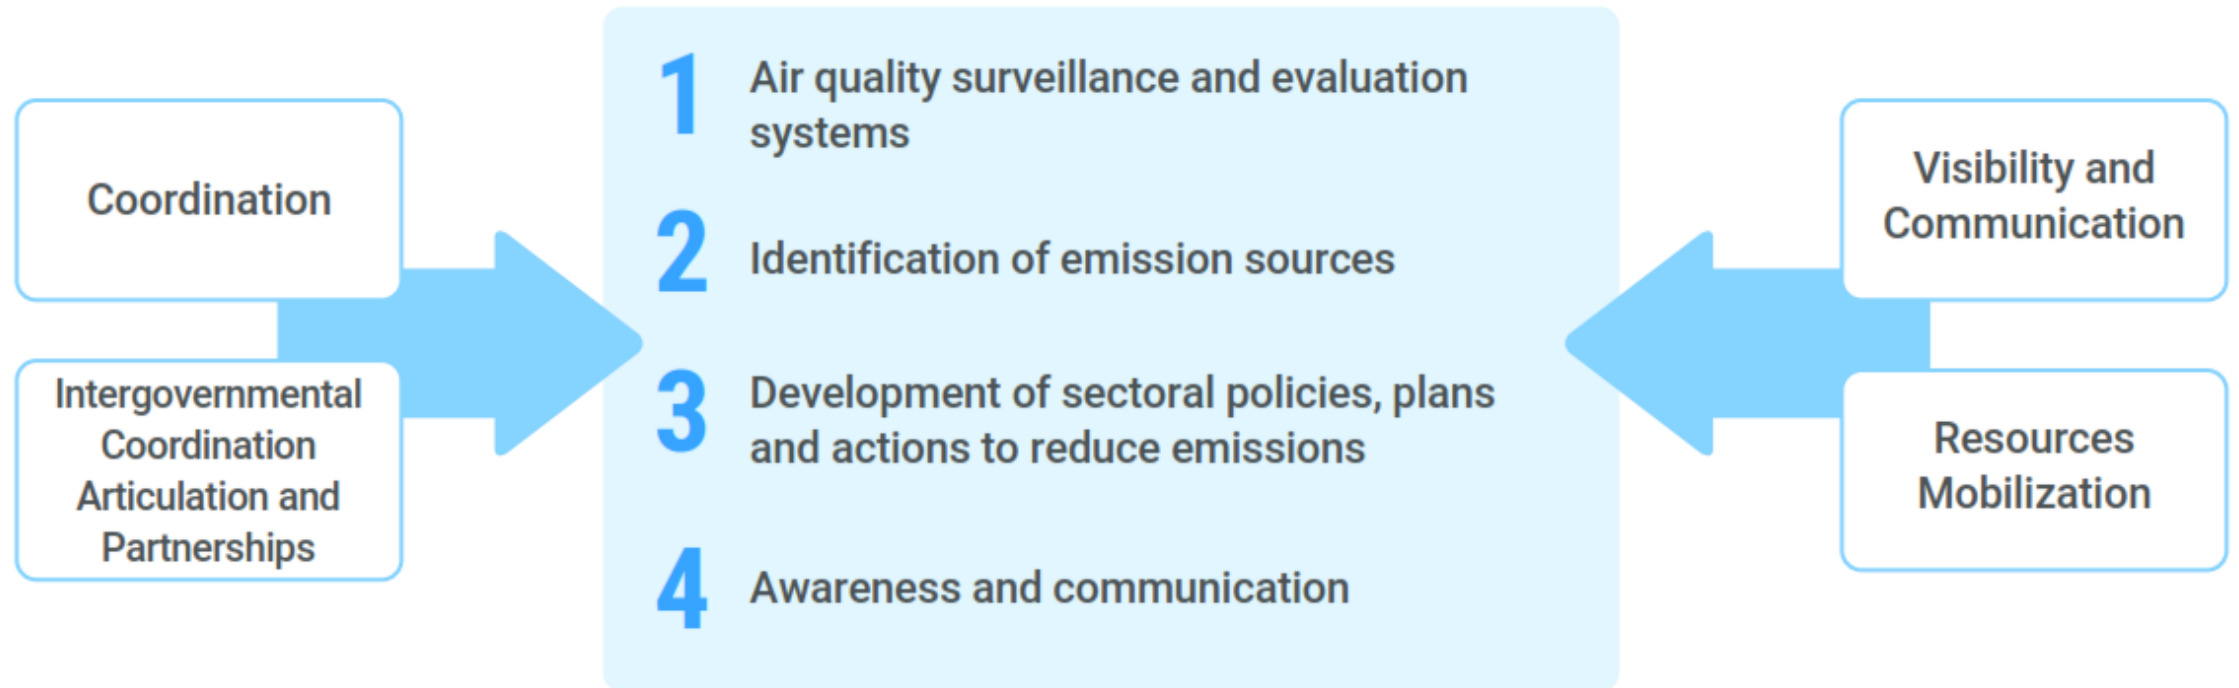 Coordination
Intergovernmental
Coordination
Articulation and
Partnerships
1 Air quality surveillance and evaluation
systems
2 Identification of emission sources
3 Development of sectoral policies, plans
and actions to reduce emissions
4 Awareness and communication
Visibility and
Communication
Resources
Mobilization